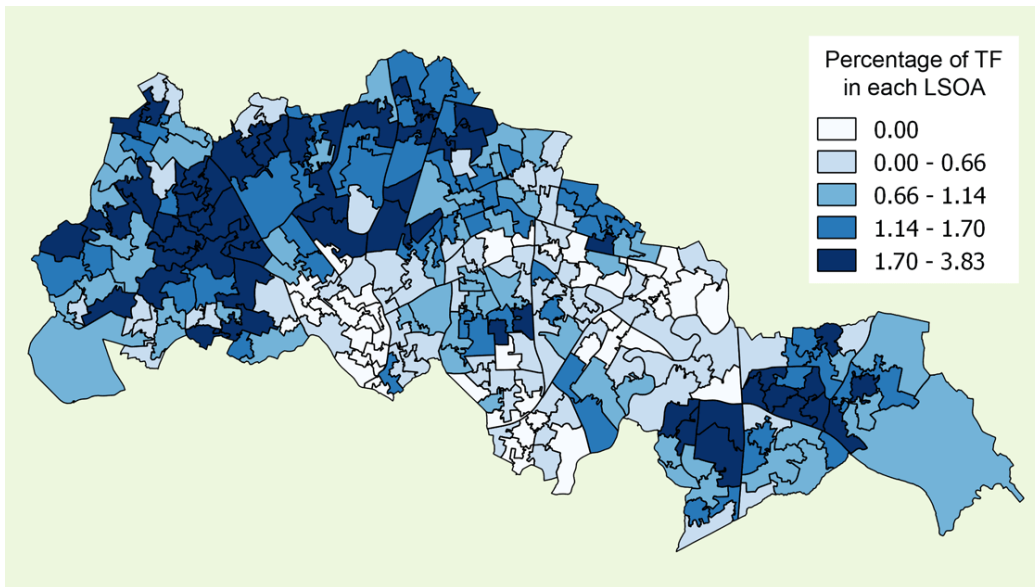 Percentage of TF
in each LSOA
0.00
0.00 - 0.66
0.66 - 1.14
1.14 - 1.70
1.70 - 3.83